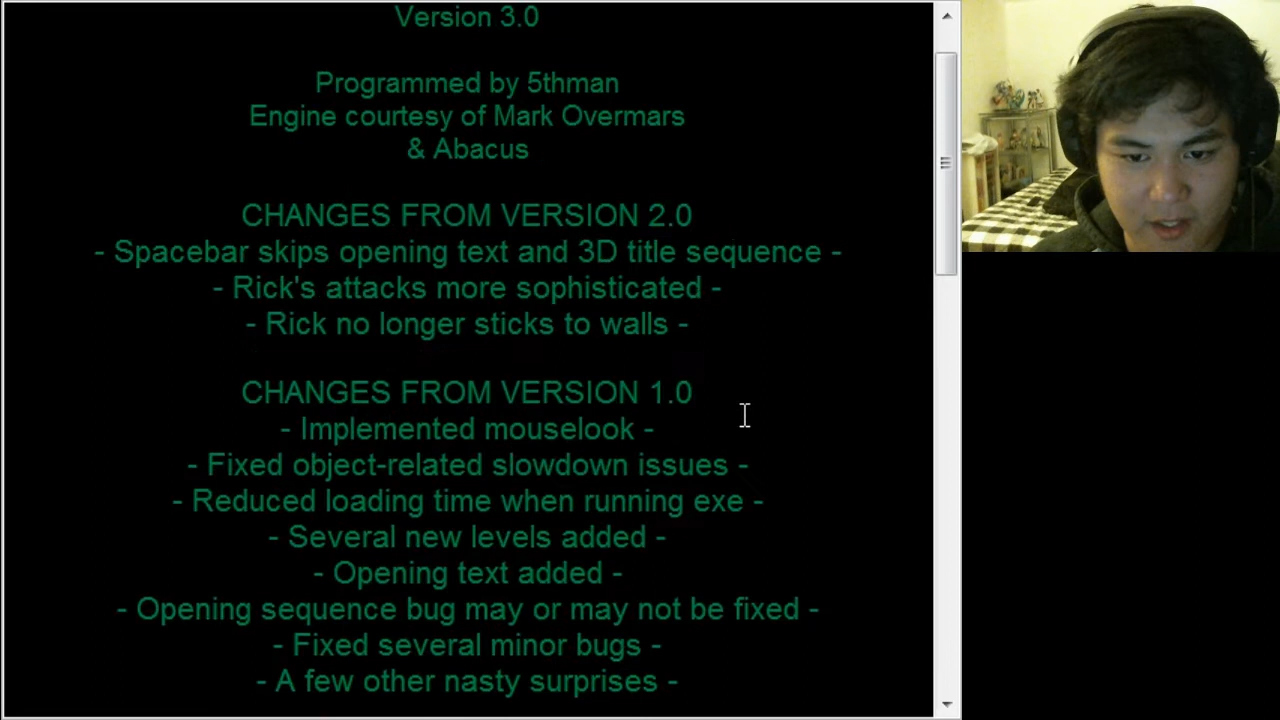 Version 3.0
Programmed by 5thman
Engine courtesy of Mark Overmars
& Abacus
CHANGES FROM VERSION 2.0
- Spacebar skips opening text and 3D title sequence -
- Rick's attacks more sophisticated -
- Rick no longer sticks to walls -
CHANGES FROM VERSION 1.0
- Implemented mouselook -
- Fixed object-related slowdown issues -
- Reduced loading time when running exe -
- Several new levels added -
- Opening text added -
- Opening sequence bug may or may not be fixed -
- Fixed several minor bugs -
- A few other nasty surprises -